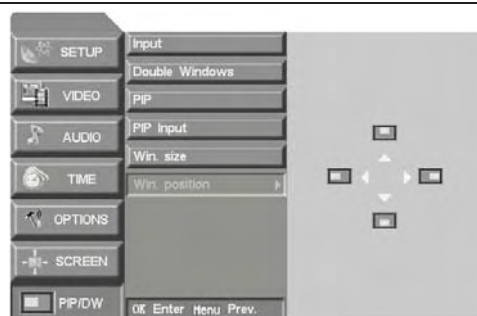 SETUP
VIDEO
AUDIO
TIME
OPTIONS
SCREEN
PIP/DW
Input
Double Windows
PIP
PIP Input
Win. size
Win. position
OK Enter Menu Prev.